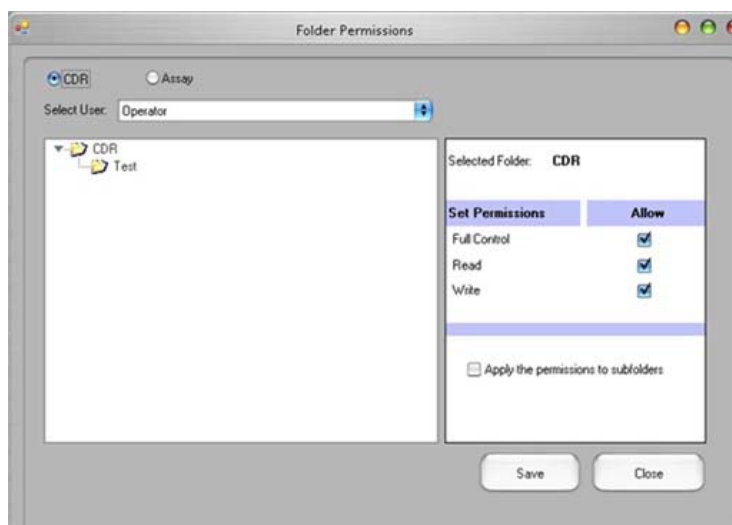 Folder Permissions
CDR Assay
Select User: Operator
CDR
Test
Selected Folder: CDR
Set Permissions Allow
Full Control
Read
Write
Apply the permissions to subfolders
Save Close